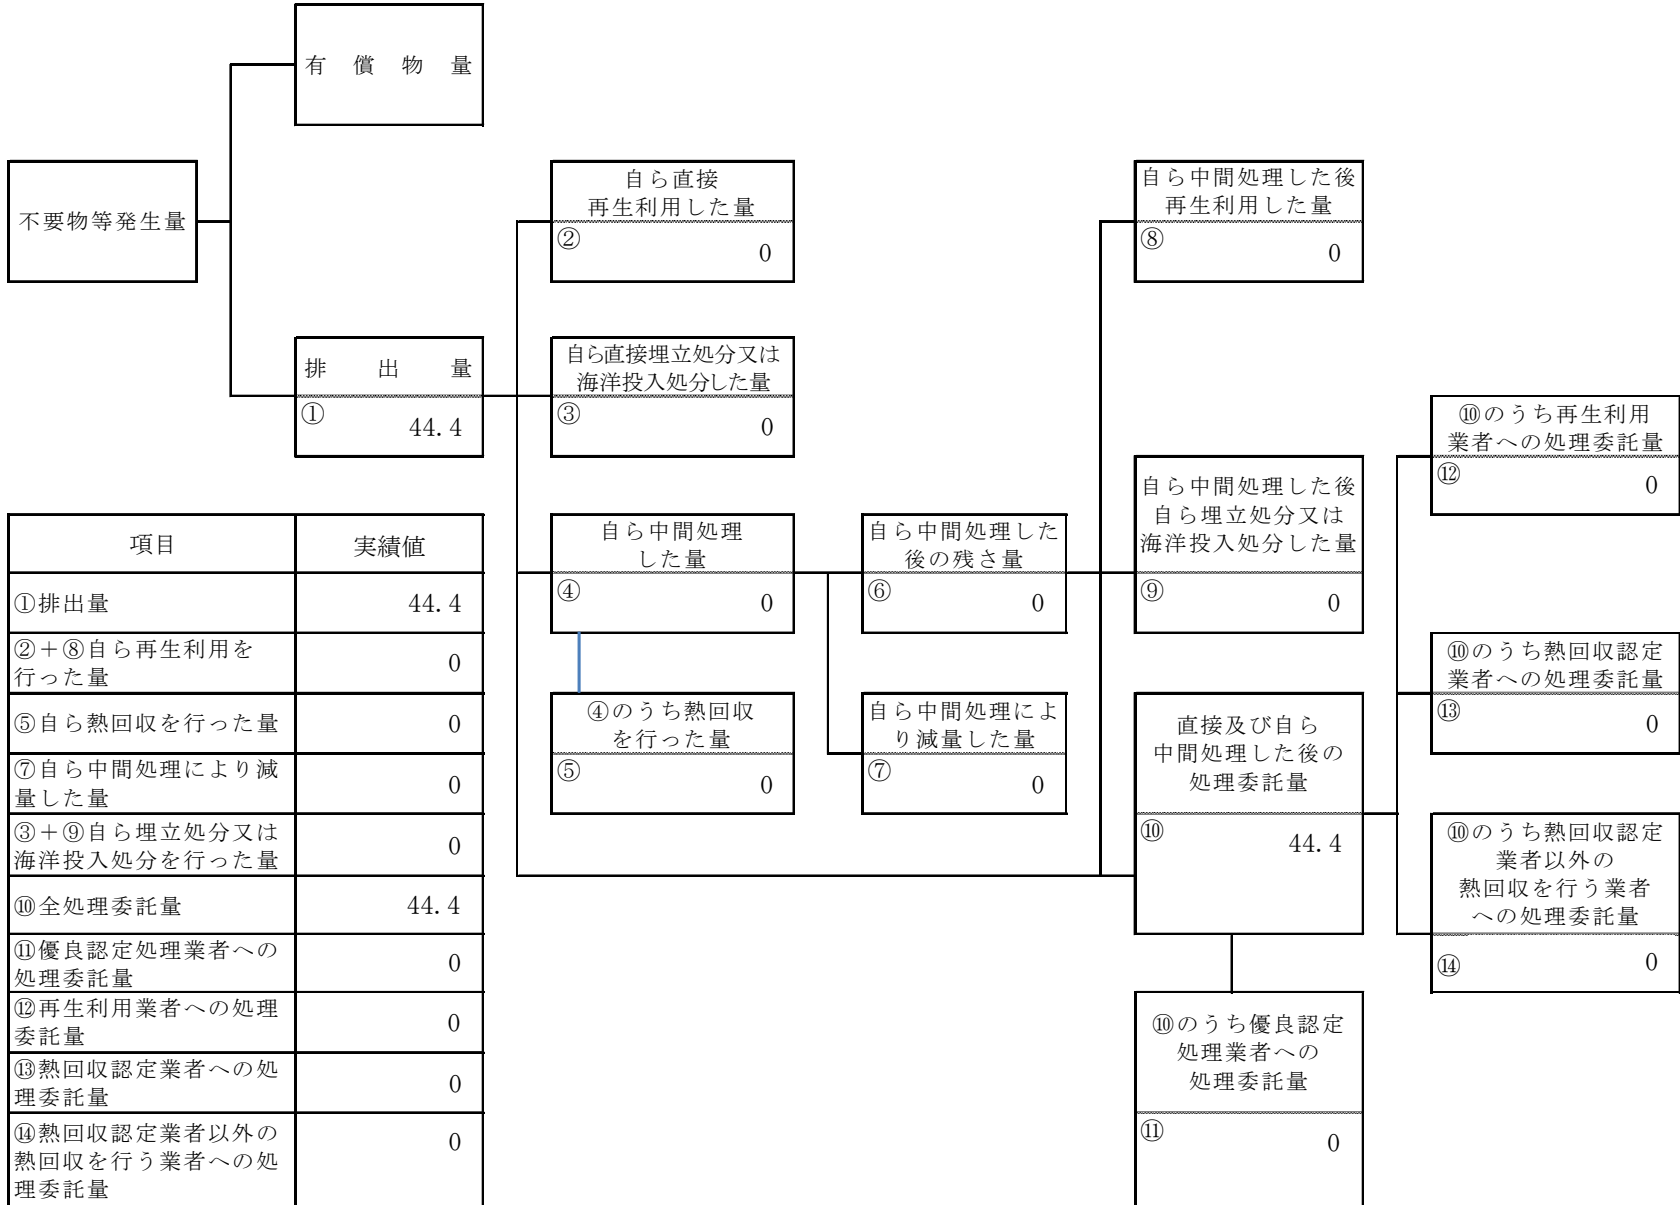 有償物量
不要物等発生量
排出量
① 44.4
自ら直接
再生利用した量
② 0
自ら直接埋立処分又は
海洋投入処分した量
③ 0
自ら中間処理
した量
④ 0
④のうち熱回収
を行った量
⑤ 0
自ら中間処理した
後の残さ量
⑥ 0
自ら中間処理によ
り減量した量
⑦ 0
自ら中間処理した後
再生利用した量
⑧ 0
自ら中間処理した後
自ら埋立処分又は
海洋投入処分した量
⑨ 0
直接及び自ら
中間処理した後の
処理委託量
⑩ 44.4
⑩のうち優良認定
処理業者への
処理委託量
⑪ 0
⑩のうち再生利用
業者への処理委託量
⑫ 0
⑩のうち熱回収認定
業者への処理委託量
⑬ 0
⑩のうち熱回収認定
業者以外の
熱回収を行う業者
への処理委託量
⑭ 0
項目 実績値
①排出量 44.4
②+⑧自ら再生利用を
行った量 0
⑤自ら熱回収を行った量 0
⑦自ら中間処理により減
量した量 0
③+⑨自ら埋立処分又は
海洋投入処分を行った量 0
⑩全処理委託量 44.4
⑪優良認定処理業者への
処理委託量 0
⑫再生利用業者への処理
委託量 0
⑬熱回収認定業者への処
理委託量 0
⑭熱回収認定業者以外の
熱回収を行う業者への処
理委託量 0